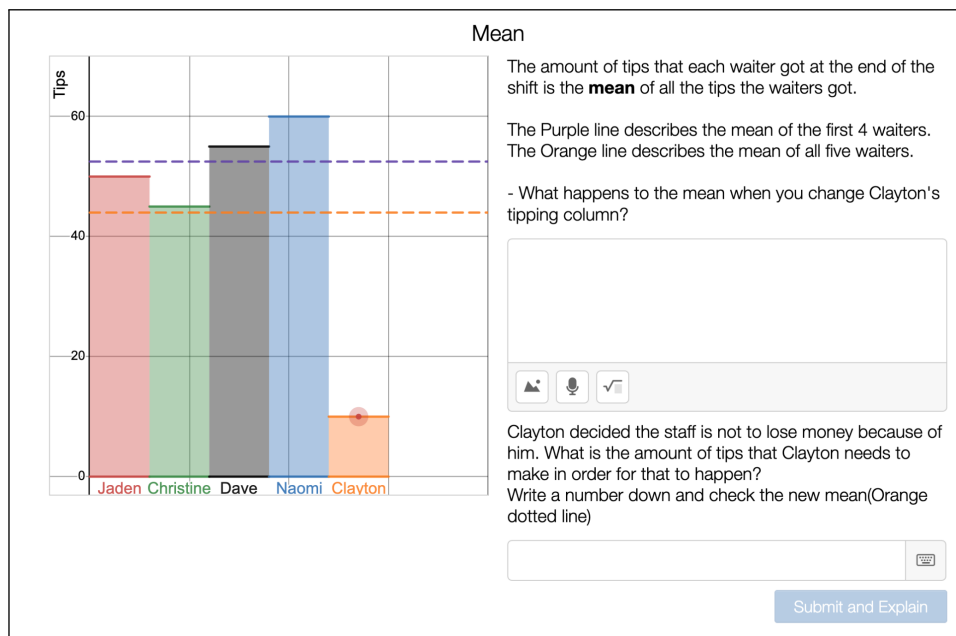 Mean
Tips
60
40
20
0
Jaden Christine Dave Naomi Clayton
The amount of tips that each waiter got at the end of the
shift is the mean of all the tips the waiters got.
The Purple line describes the mean of the first 4 waiters.
The Orange line describes the mean of all five waiters.
- What happens to the mean when you change Clayton's
tipping column?
Clayton decided the staff is not to lose money because of
him. What is the amount of tips that Clayton needs to
make in order for that to happen?
Write a number down and check the new mean(Orange
dotted line)
Submit and Explain